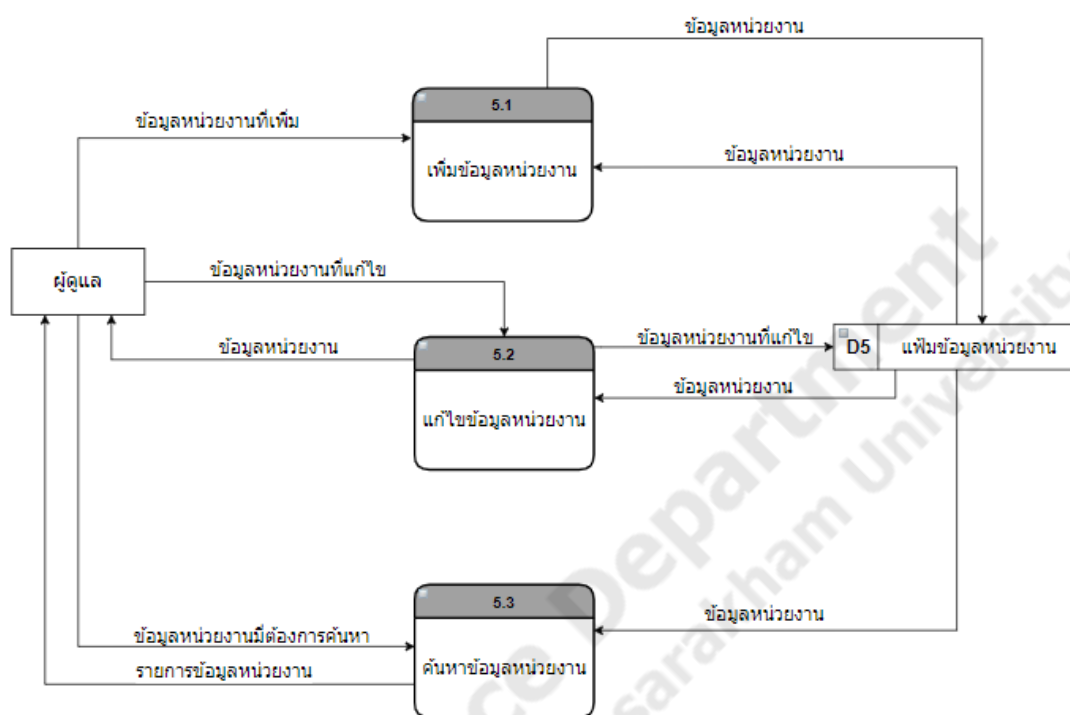 ข้อมูลหน่วยงาน
5.1
ข้อมูลหน่วยงานที่เพิ่ม
เพิ่มข้อมูลหน่วยงาน
ข้อมูลหน่วยงาน
ผู้ดูแล
ข้อมูลหน่วยงานที่แก้ไข
ข้อมูลหน่วยงาน
5.2
ข้อมูลหน่วยงานที่แก้ไข
D5
แฟ้มข้อมูลหน่วยงาน
แก้ไขข้อมูลหน่วยงาน
ข้อมูลหน่วยงาน
5.3
ข้อมูลหน่วยงาน
ข้อมูลหน่วยงานมี่ต้องการค้นหา
รายการข้อมูลหน่วยงาน
ค้นหาข้อมูลหน่วยงาน
ce Department
sarakham University